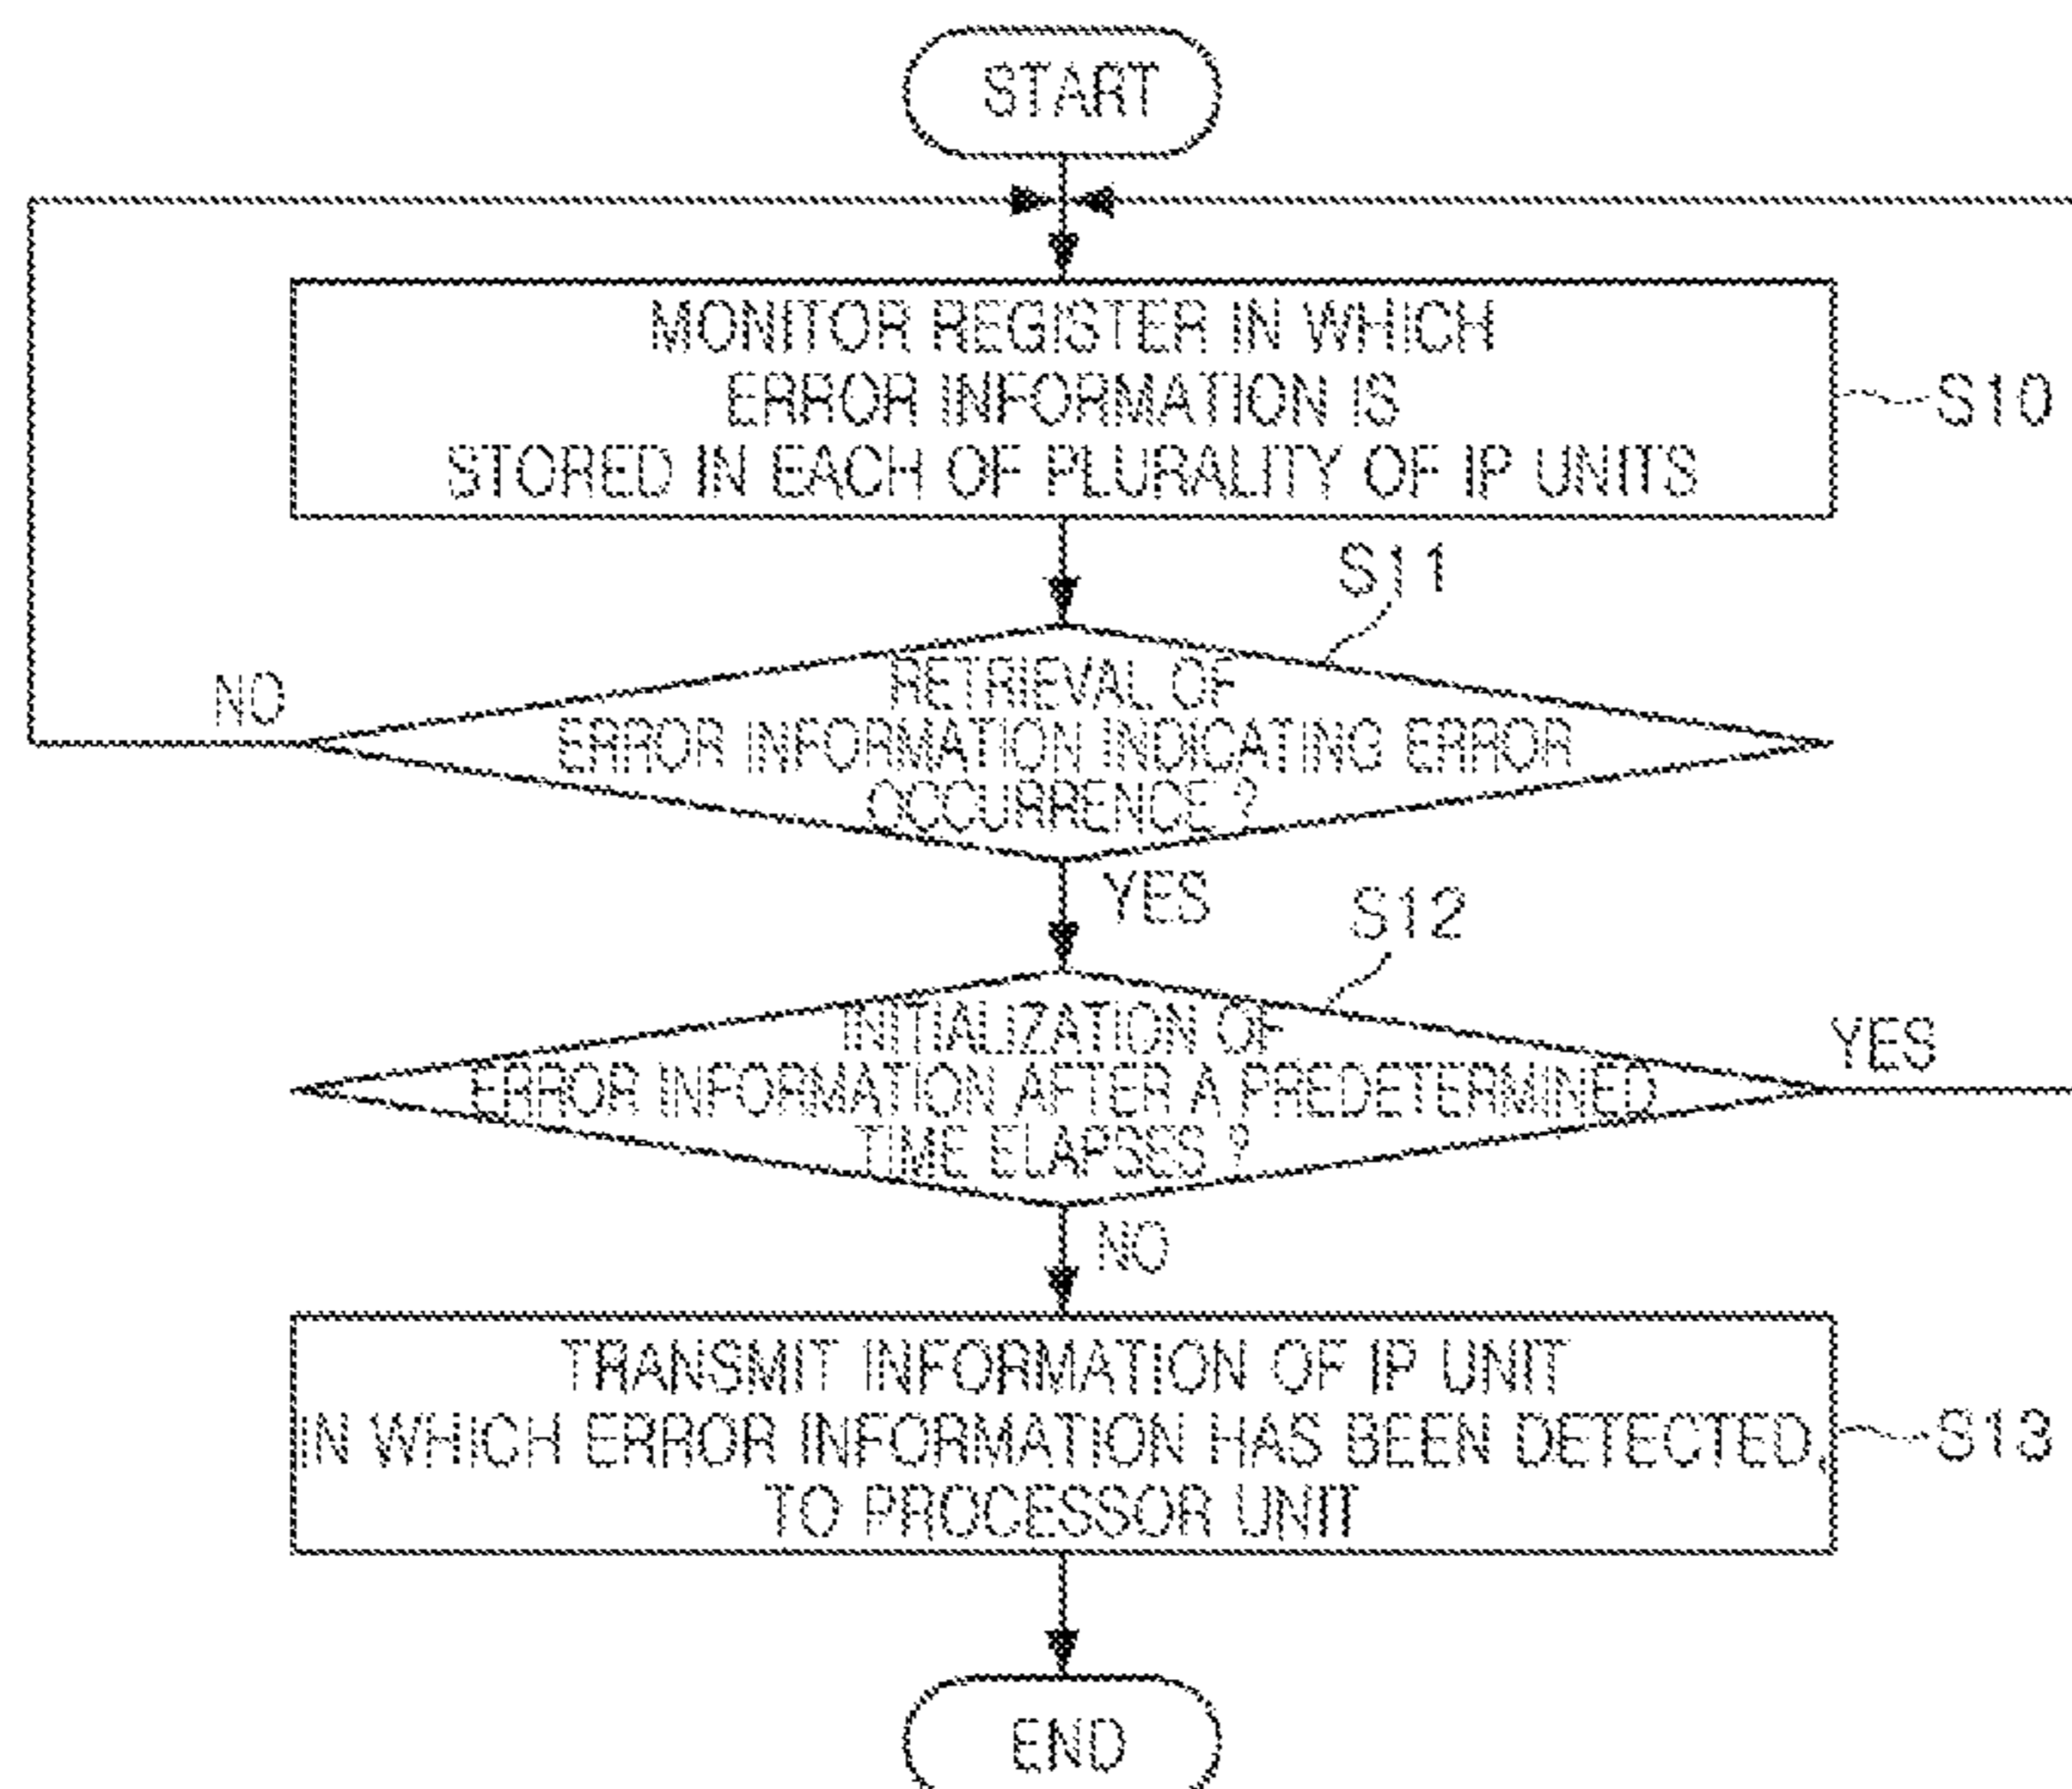 START
MONITOR REGISTER IN WHICH
ERROR INFORMATION IS
STORED IN EACH OF PLURALITY OF IP UNITS
S10
S11
RETRIEVAL OF
ERROR INFORMATION INDICATING ERROR
OCCURRENCE ?
NO
YES
S12
INITIALIZATION OF
ERROR INFORMATION AFTER A PREDETERMINED
TIME ELAPSES ?
YES
NO
TRANSMIT INFORMATION OF IP UNIT
IN WHICH ERROR INFORMATION HAS BEEN DETECTED,
TO PROCESSOR UNIT
S13
END